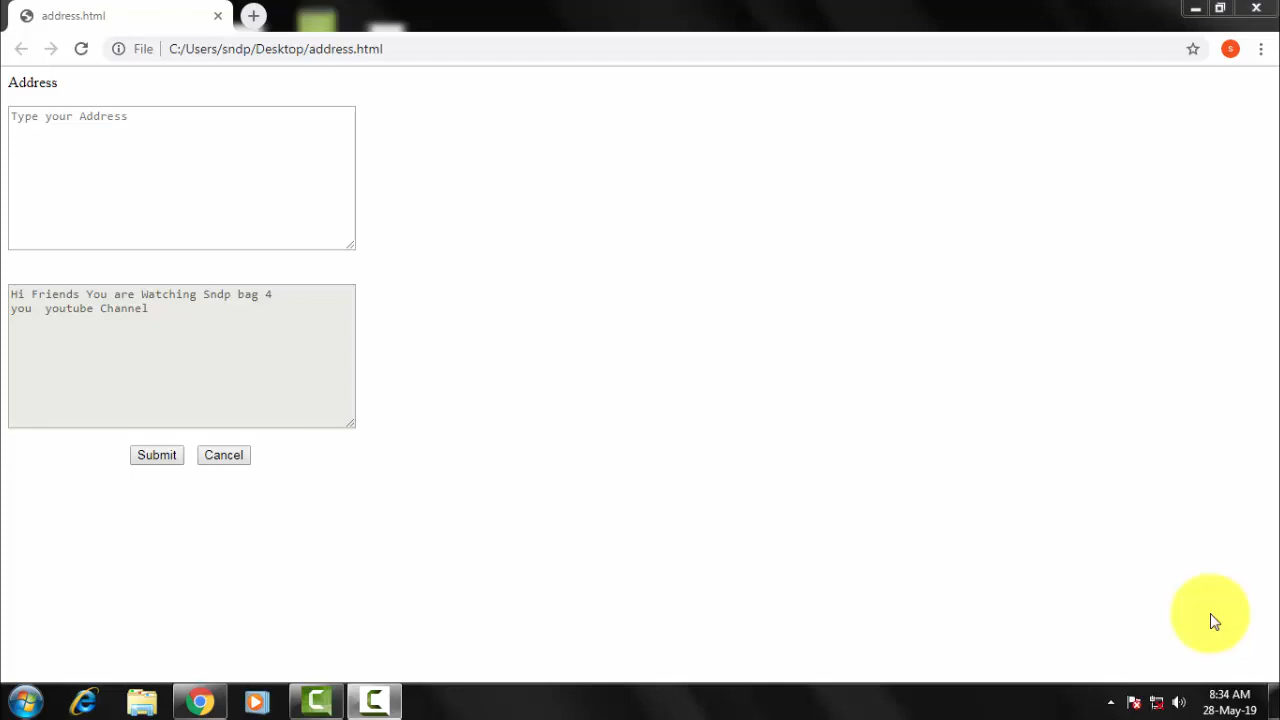 address.html
File C:/Users/sndp/Desktop/address.html
S
Address
Type your Address
Hi Friends You are Watching Sndp bag 4
you  youtube Channel
Submit Cancel
8:34 AM
28-May-19